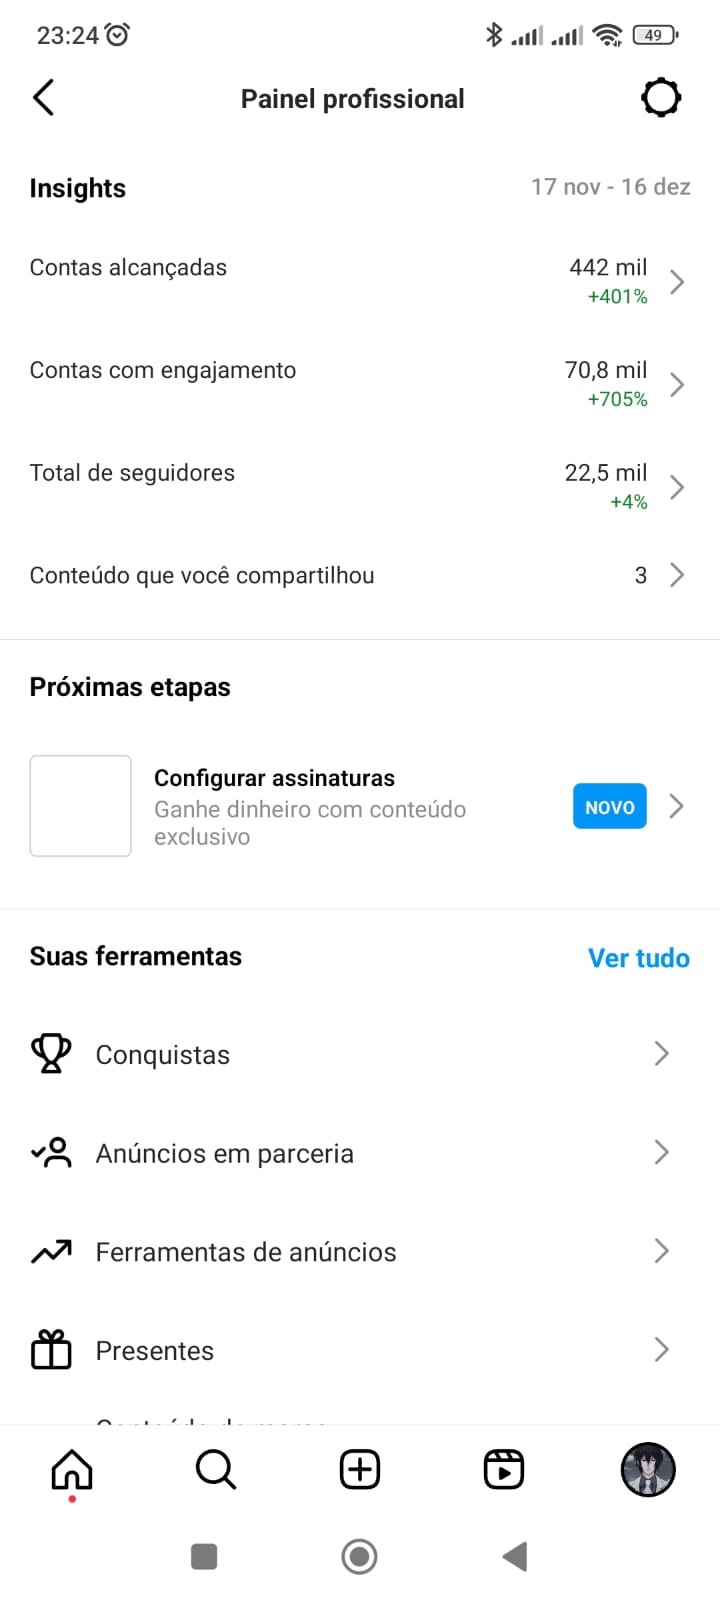 23:24
49
Painel profissional
Insights
17 nov - 16 dez
Contas alcançadas
442 mil
+401%
Contas com engajamento
70,8 mil
+705%
Total de seguidores
22,5 mil
+4%
Conteúdo que você compartilhou
3
Próximas etapas
Configurar assinaturas
Ganhe dinheiro com conteúdo
exclusivo
NOVO
Suas ferramentas
Ver tudo
Conquistas
Anúncios em parceria
Ferramentas de anúncios
Presentes